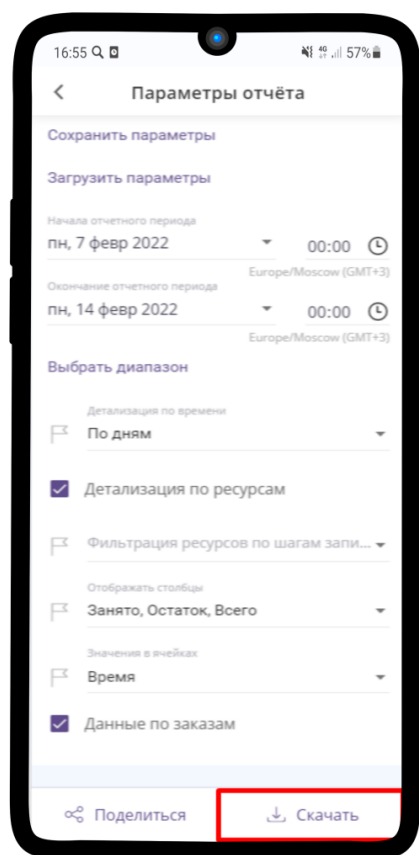 16:55 4G 57%
Параметры отчёта
Сохранить параметры
Загрузить параметры
Начала отчетного периода
пн, 7 февр 2022 00:00
Europe/Moscow (GMT+3)
Окончание отчетного периода
пн, 14 февр 2022 00:00
Europe/Moscow (GMT+3)
Выбрать диапазон
Детализация по времени
По дням
Детализация по ресурсам
Фильтрация ресурсов по шагам запи...
Отображать столбцы
Занято, Остаток, Всего
Значения в ячейках
Время
Данные по заказам
Поделиться Скачать